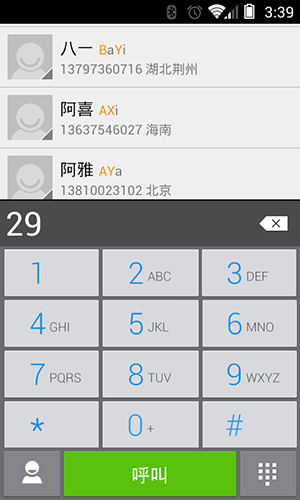 3:39
八一 BaYi
13797360716 湖北荆州
阿喜 AXi
13637546027 海南
阿雅 AYa
13810023102 北京
29
1
2 ABC
3 DEF
4 GHI
5 JKL
6 MNO
7 PQRS
8 TUV
9 WXYZ
*
0 +
#
呼叫